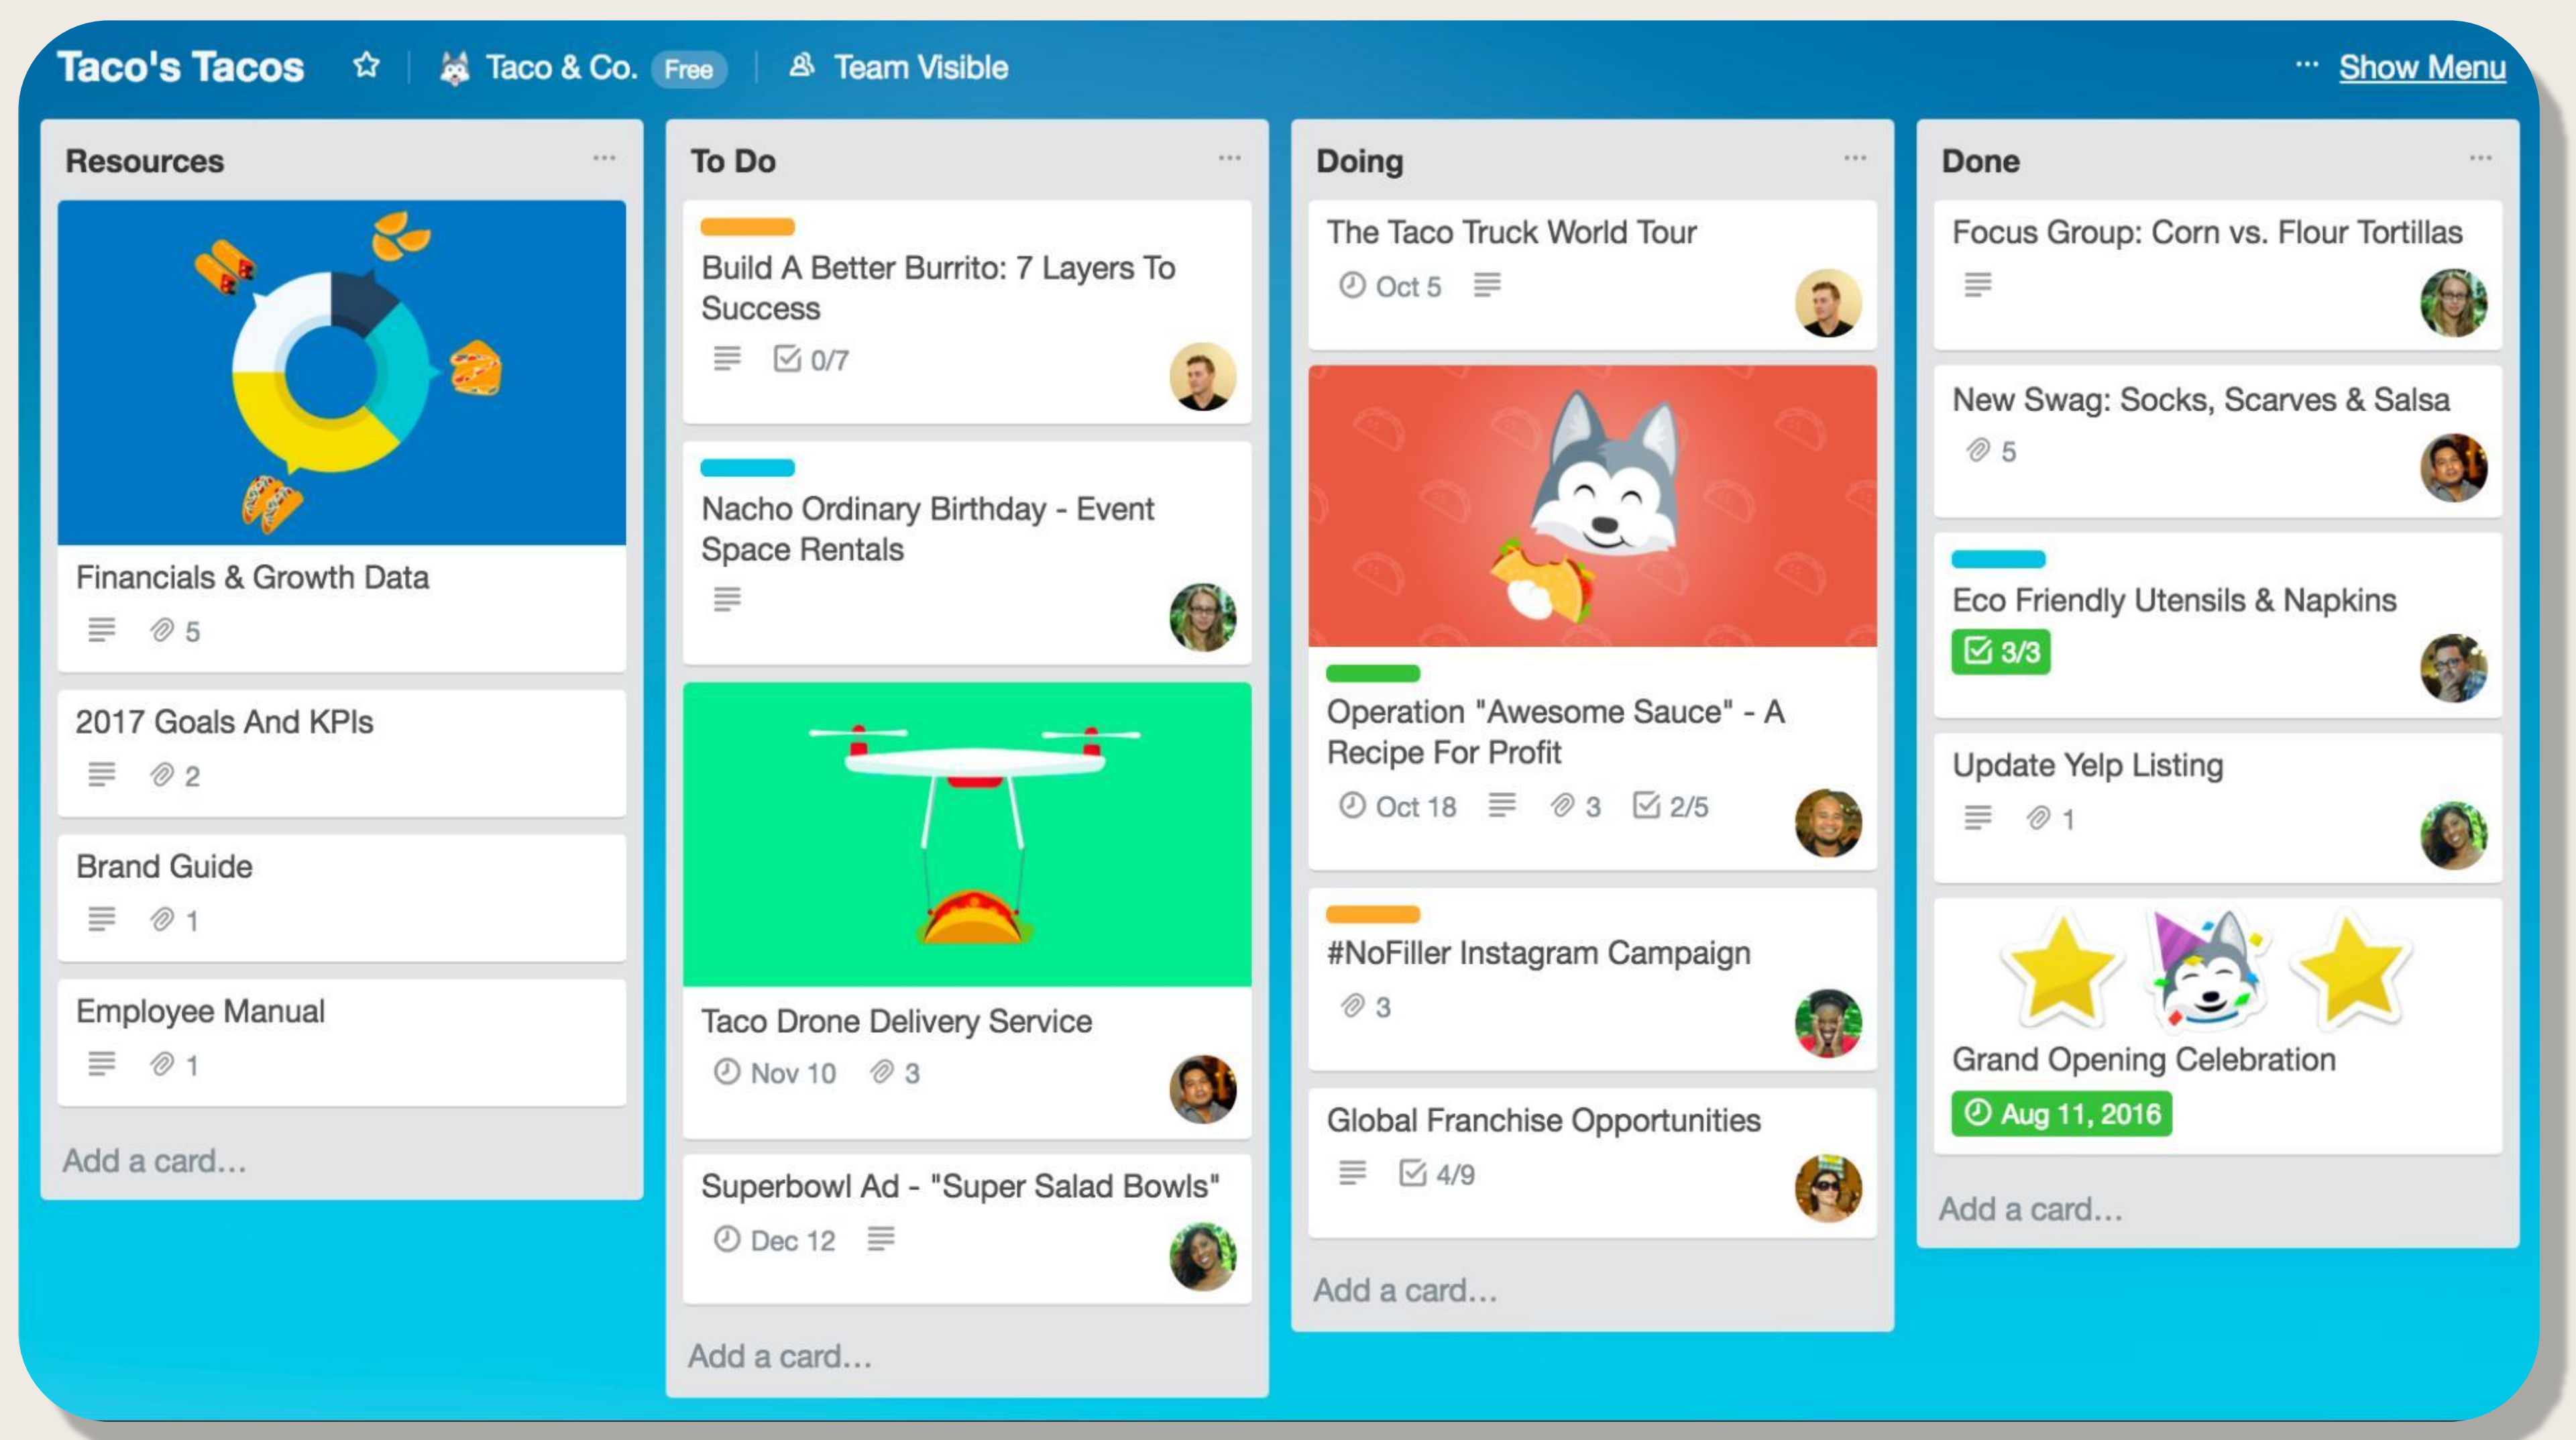 Taco's Tacos
Taco & Co.
Free
Team Visible
... Show Menu
Resources
Financials & Growth Data
5
2017 Goals And KPIs
2
Brand Guide
1
Employee Manual
1
Add a card...
To Do
Build A Better Burrito: 7 Layers To
Success
0/7
Nacho Ordinary Birthday - Event
Space Rentals
Taco Drone Delivery Service
Nov 10
3
Superbowl Ad - "Super Salad Bowls"
Dec 12
Add a card...
Doing
The Taco Truck World Tour
Oct 5
Operation "Awesome Sauce" - A
Recipe For Profit
Oct 18
3
2/5
#NoFiller Instagram Campaign
3
Global Franchise Opportunities
4/9
Add a card...
Done
Focus Group: Corn vs. Flour Tortillas
New Swag: Socks, Scarves & Salsa
5
Eco Friendly Utensils & Napkins
3/3
Update Yelp Listing
1
Grand Opening Celebration
Aug 11, 2016
Add a card...